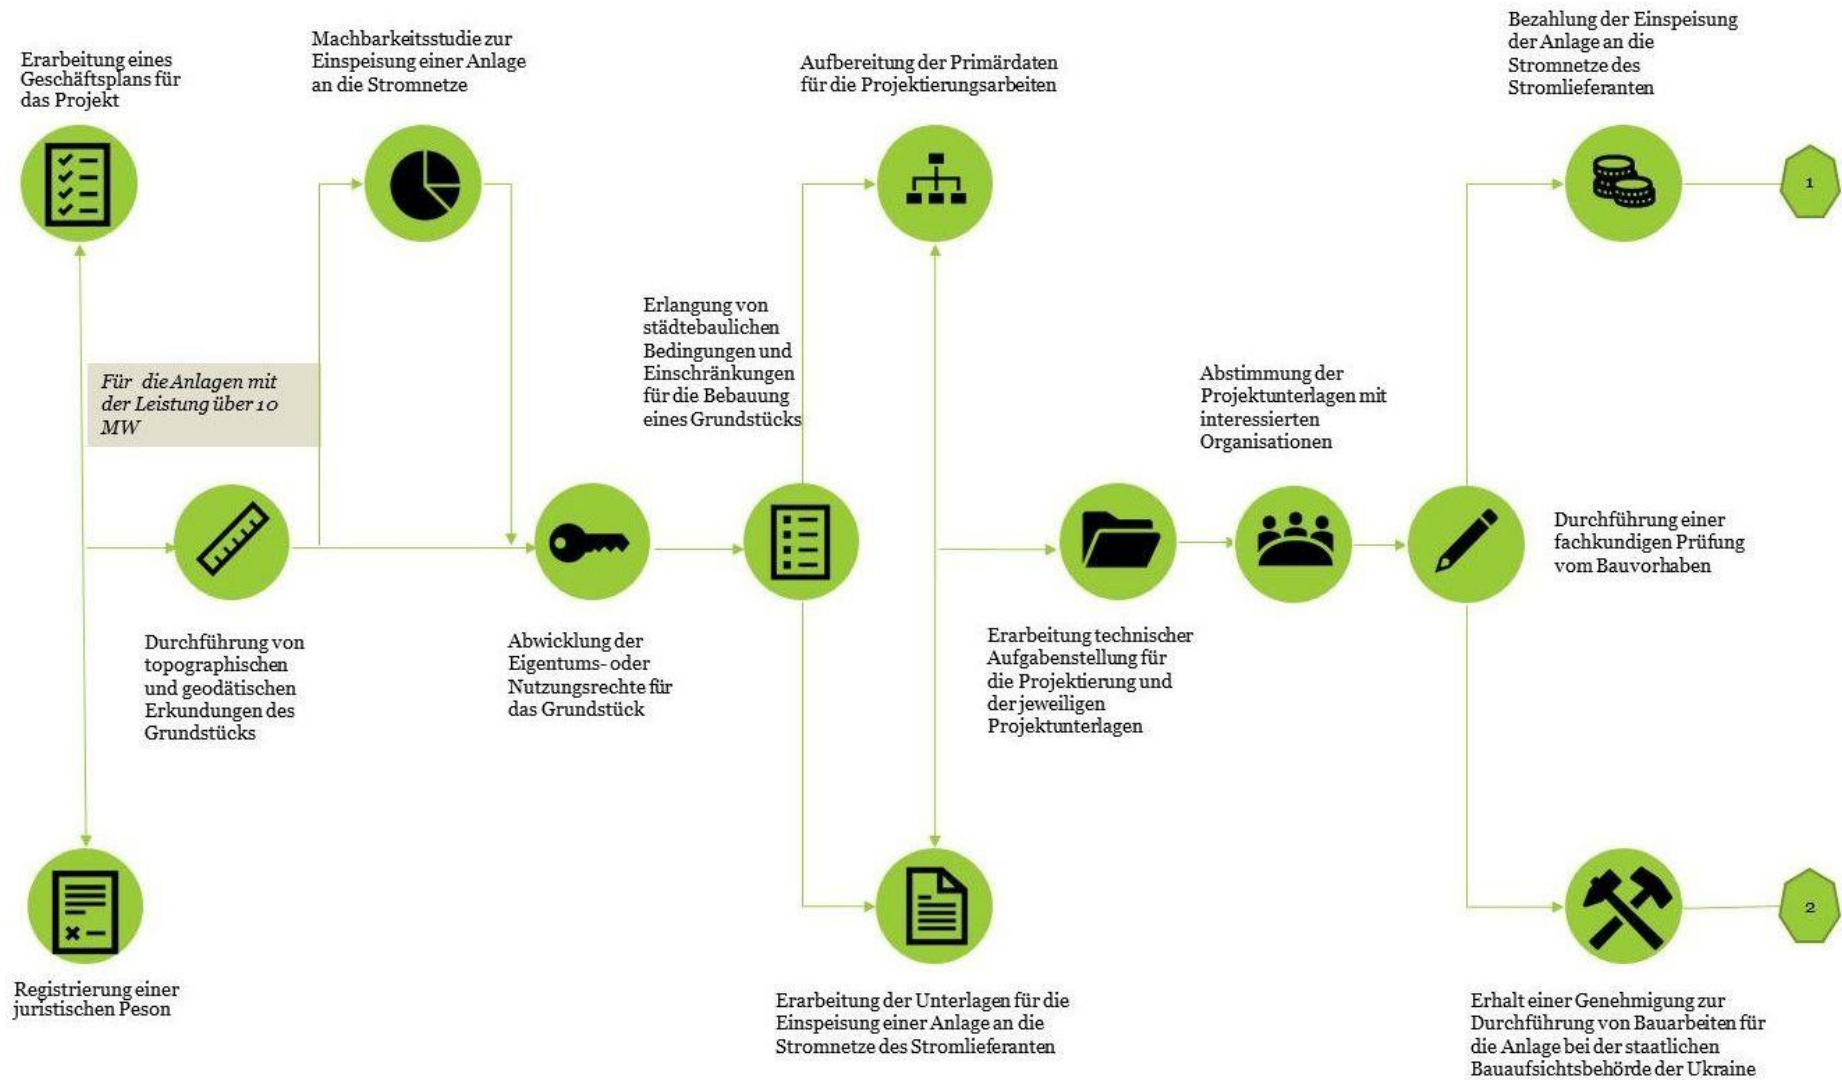 Erarbeitung eines
Geschäftsplans für
das Projekt
Machbarkeitsstudie zur
Einspeisung einer Anlage
an die Stromnetze
Aufbereitung der Primärdaten
für die Projektierungsarbeiten
Bezahlung der Einspeisung
der Anlage an die
Stromnetze des
Stromlieferanten
1
Für die Anlagen mit
der Leistung über 10
MW
Erlangung von
städtebaulichen
Bedingungen und
Einschränkungen
für die Bebauung
eines Grundstücks
Abstimmung der
Projektunterlagen mit
interessierten
Organisationen
Durchführung einer
fachkundigen Prüfung
vom Bauvorhaben
Durchführung von
topographischen
und geodätischen
Erkundungen des
Grundstücks
Abwicklung der
Eigentums- oder
Nutzungsrechte für
das Grundstück
Erarbeitung technischer
Aufgabenstellung für
die Projektierung und
der jeweiligen
Projektunterlagen
2
Registrierung einer
juristischen Peson
Erarbeitung der Unterlagen für die
Einspeisung einer Anlage an die
Stromnetze des Stromlieferanten
Erhalt einer Genehmigung zur
Durchführung von Bauarbeiten für
die Anlage bei der staatlichen
Bauaufsichtsbehörde der Ukraine